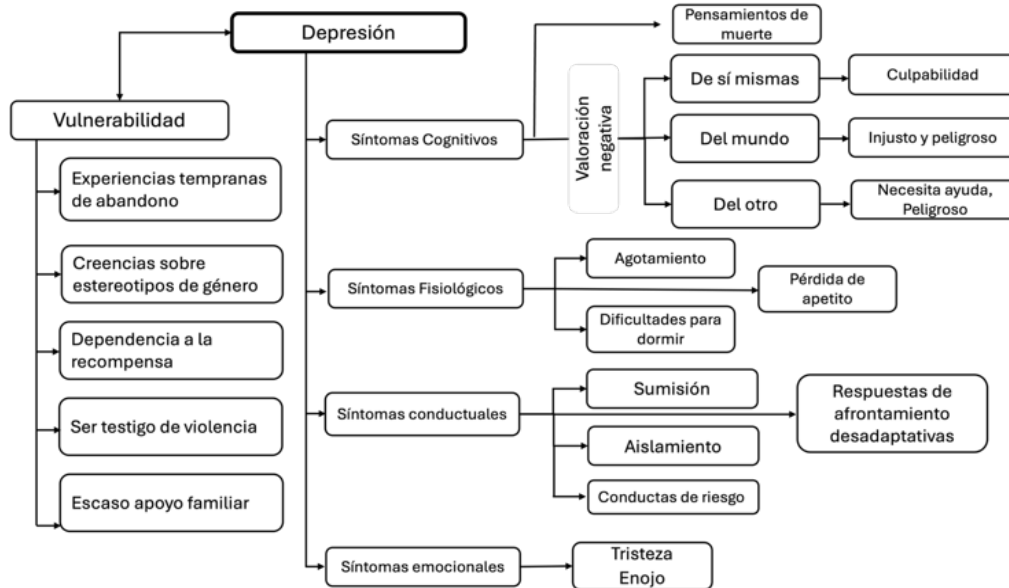 Depresión
Vulnerabilidad
Experiencias tempranas
de abandono
Creencias sobre
estereotipos de género
Dependencia a la
recompensa
Ser testigo de violencia
Escaso apoyo familiar
Síntomas Cognitivos
Pensamientos de
muerte
Valoración
negativa
De sí mismas
Culpabilidad
Del mundo
Injusto y peligroso
Del otro
Necesita ayuda,
Peligroso
Síntomas Fisiológicos
Agotamiento
Pérdida de
apetito
Dificultades para
dormir
Síntomas conductuales
Sumisión
Respuestas de
afrontamiento
desadaptativas
Aislamiento
Conductas de riesgo
Síntomas emocionales
Tristeza
Enojo